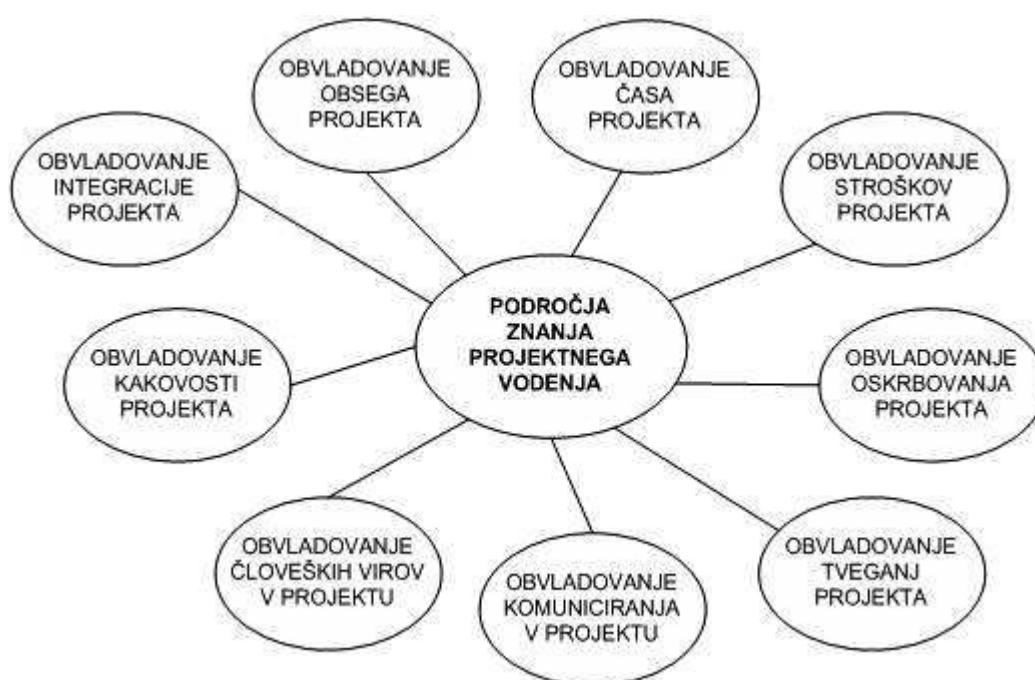 OBVLADOVANJE
OBSEGA
PROJEKTA
OBVLADOVANJE
ČASA
PROJEKTA
OBVLADOVANJE
INTEGRACIJE
PROJEKTA
OBVLADOVANJE
STROŠKOV
PROJEKTA
PODROČJA
ZNANJA
PROJEKTNEGA
VODENJA
OBVLADOVANJE
KAKOVOSTI
PROJEKTA
OBVLADOVANJE
OSKRBOVANJA
PROJEKTA
OBVLADOVANJE
ČLOVEŠKIH VIROV
V PROJEKTU
OBVLADOVANJE
KOMUNICIRANJA
V PROJEKTU
OBVLADOVANJE
TVEGANJ
PROJEKTA